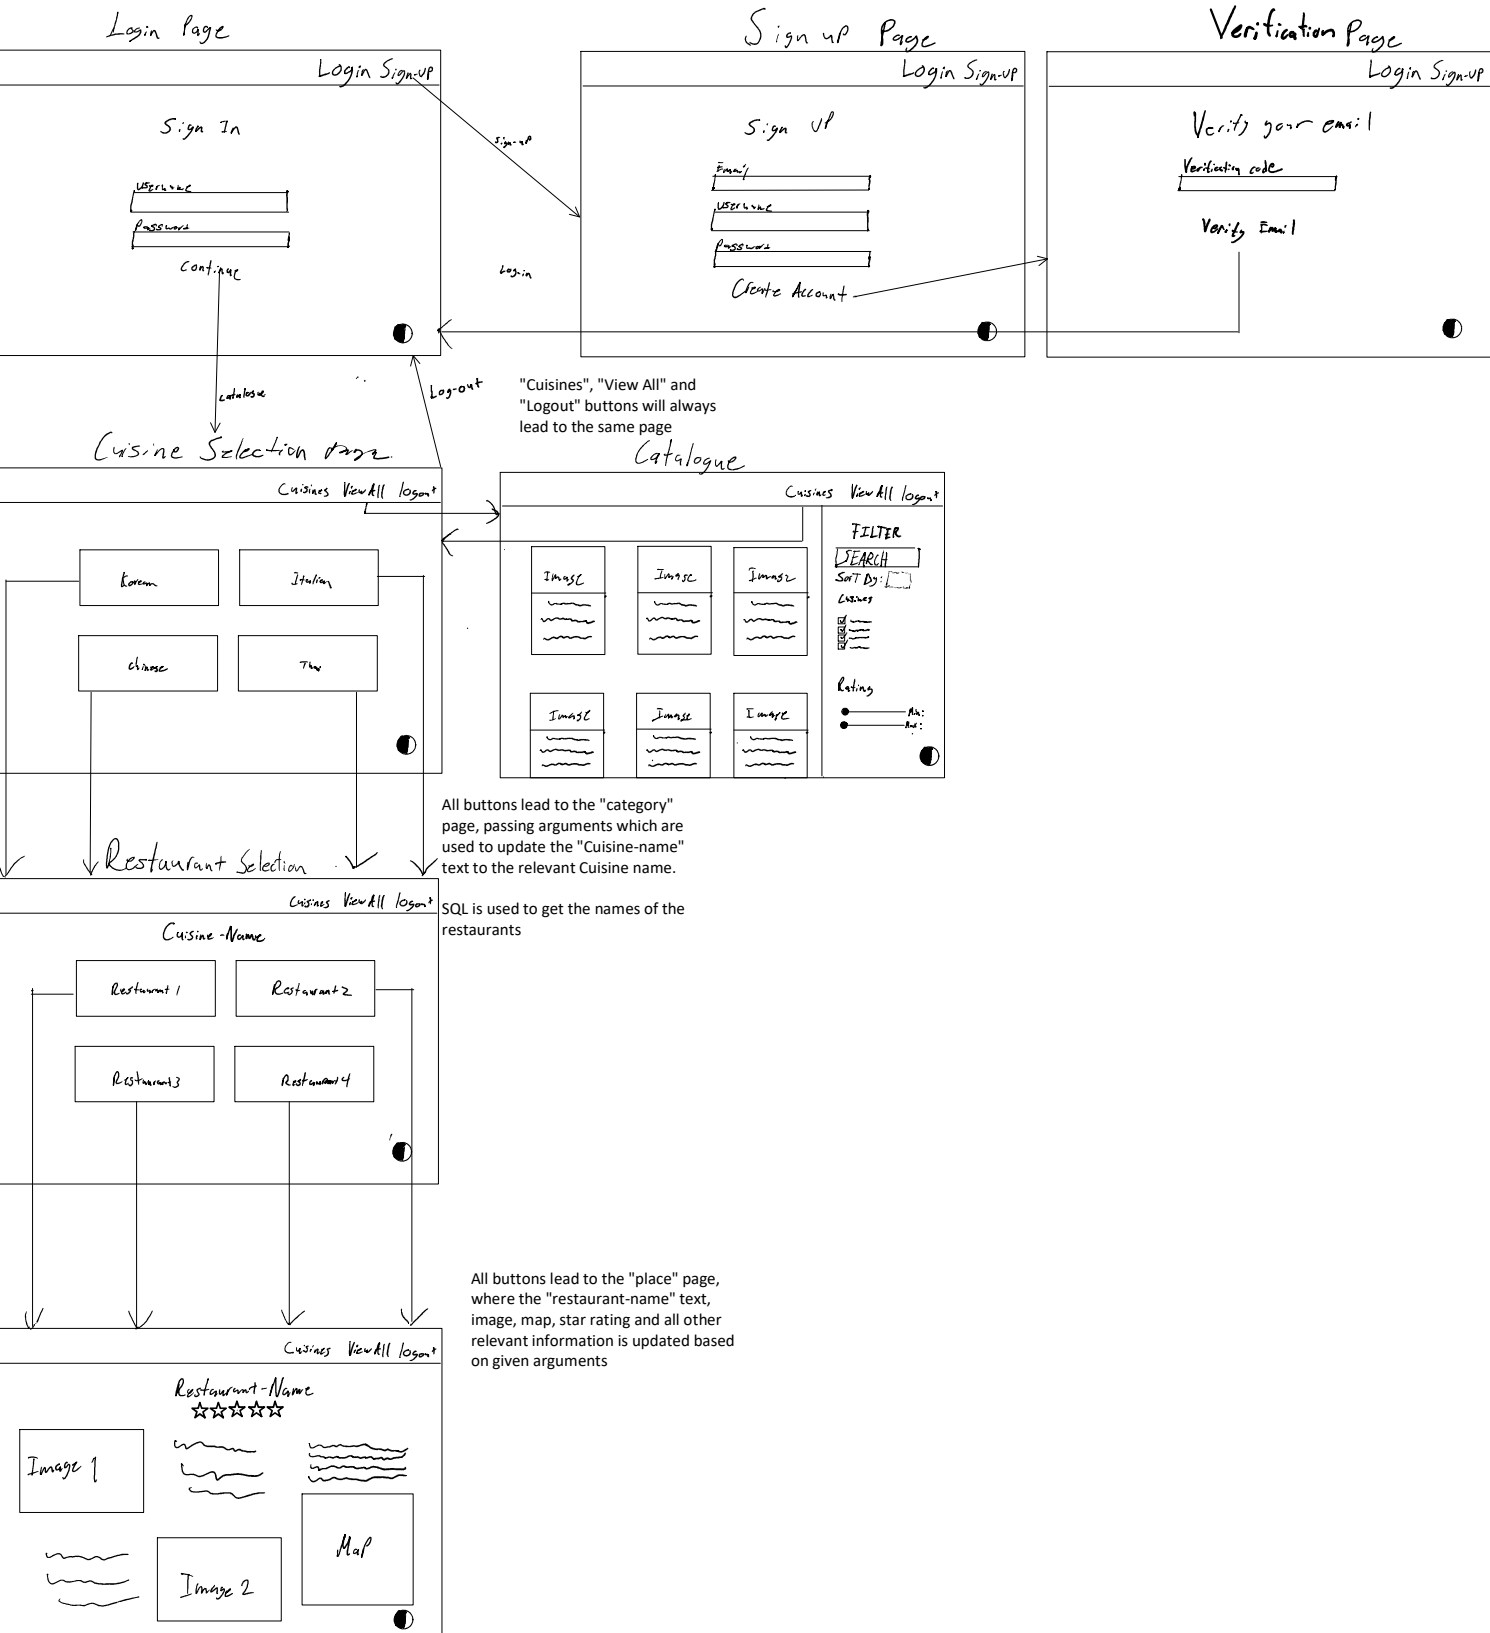 Login Page
Sign up Page
Verification Page
Login Sign-up
Login Sign-up
Login Sign-up
Sign In
Username
Password
Continue
Sign-up
Log-in
Sign UP
Email
Username
Password
Create Account
Verify your email
Verification code
Verify Email
Catalogue
Log-out
"Cuisines", "View All" and
"Logout" buttons will always
lead to the same page
Cuisine Selection page
Cuisines View All logout
Korean
Italian
Chinese
Thai
Catalogue
Cuisines View All logout
Image
Image
Image
Image
Image
Image
FILTER
SEARCH
SorT By:
Cuisines
Rating
Min:
Max:
All buttons lead to the "category"
page, passing arguments which are
used to update the "Cuisine-name"
text to the relevant Cuisine name.
SQL is used to get the names of the
restaurants
Restaurant Selection
Cuisines View All logout
Cuisine-Name
Restaurant 1
Restaurant 2
Restaurant 3
Restaurant 4
All buttons lead to the "place" page,
where the "restaurant-name" text,
image, map, star rating and all other
relevant information is updated based
on given arguments
Cuisines View All logout
Restaurant-Name
Image 1
Image 2
Map